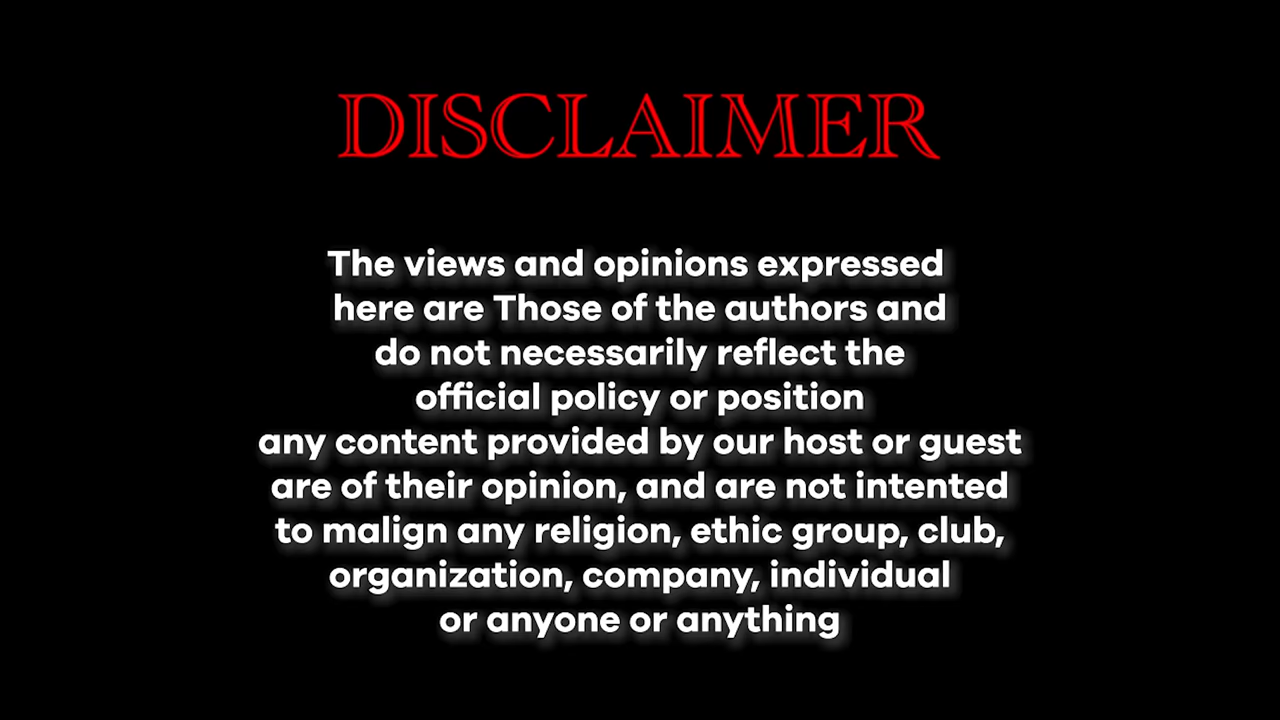 DISCLAIMER
The views and opinions expressed
here are Those of the authors and
do not necessarily reflect the
official policy or position
any content provided by our host or guest
are of their opinion, and are not intented
to malign any religion, ethic group, club,
organization, company, individual
or anyone or anything